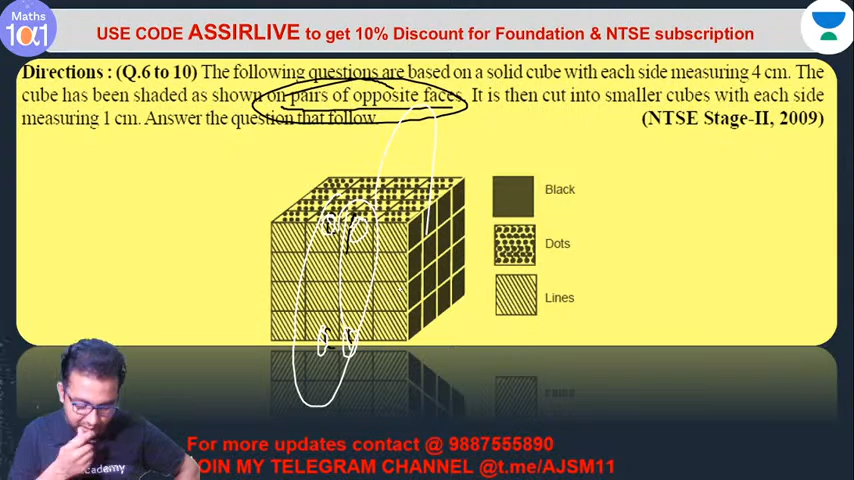 Maths
1α1
USE CODE ASSIRLIVE to get 10% Discount for Foundation & NTSE subscription
Directions : (Q.6 to 10) The following questions are based on a solid cube with each side measuring 4 cm. The
cube has been shaded as shown on pairs of opposite faces. It is then cut into smaller cubes with each side
measuring 1 cm. Answer the question that follow.
(NTSE Stage-II, 2009)
Black
Dots
Lines
cademy
For more updates contact @ 9887555890
OIN MY TELEGRAM CHANNEL @t.me/AJSM11